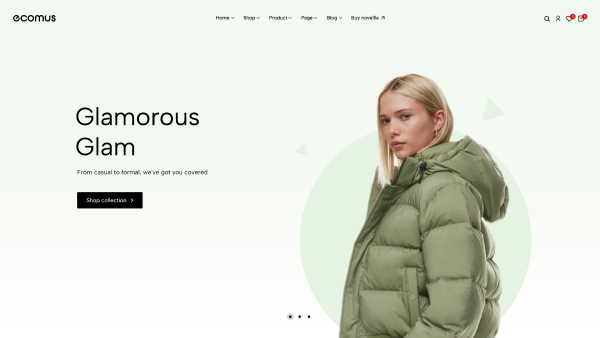 ecomus
Home Shop Product Page Blog Buy novellia
Glamorous
Glam
From casual to formal, we've got you covered
Shop collection